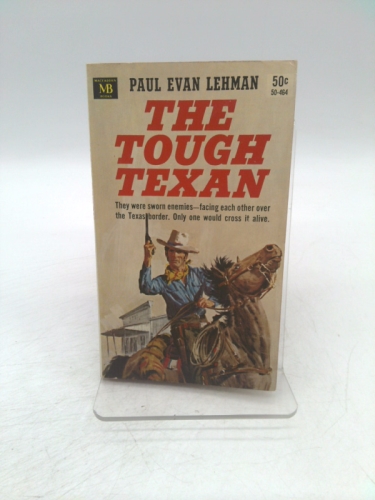 MB
PAUL EVAN LEHMAN
50c
50-464
THE
TOUGH
TEXAN
They were sworn enemies—facing each other over
the Texas border. Only one would cross it alive.